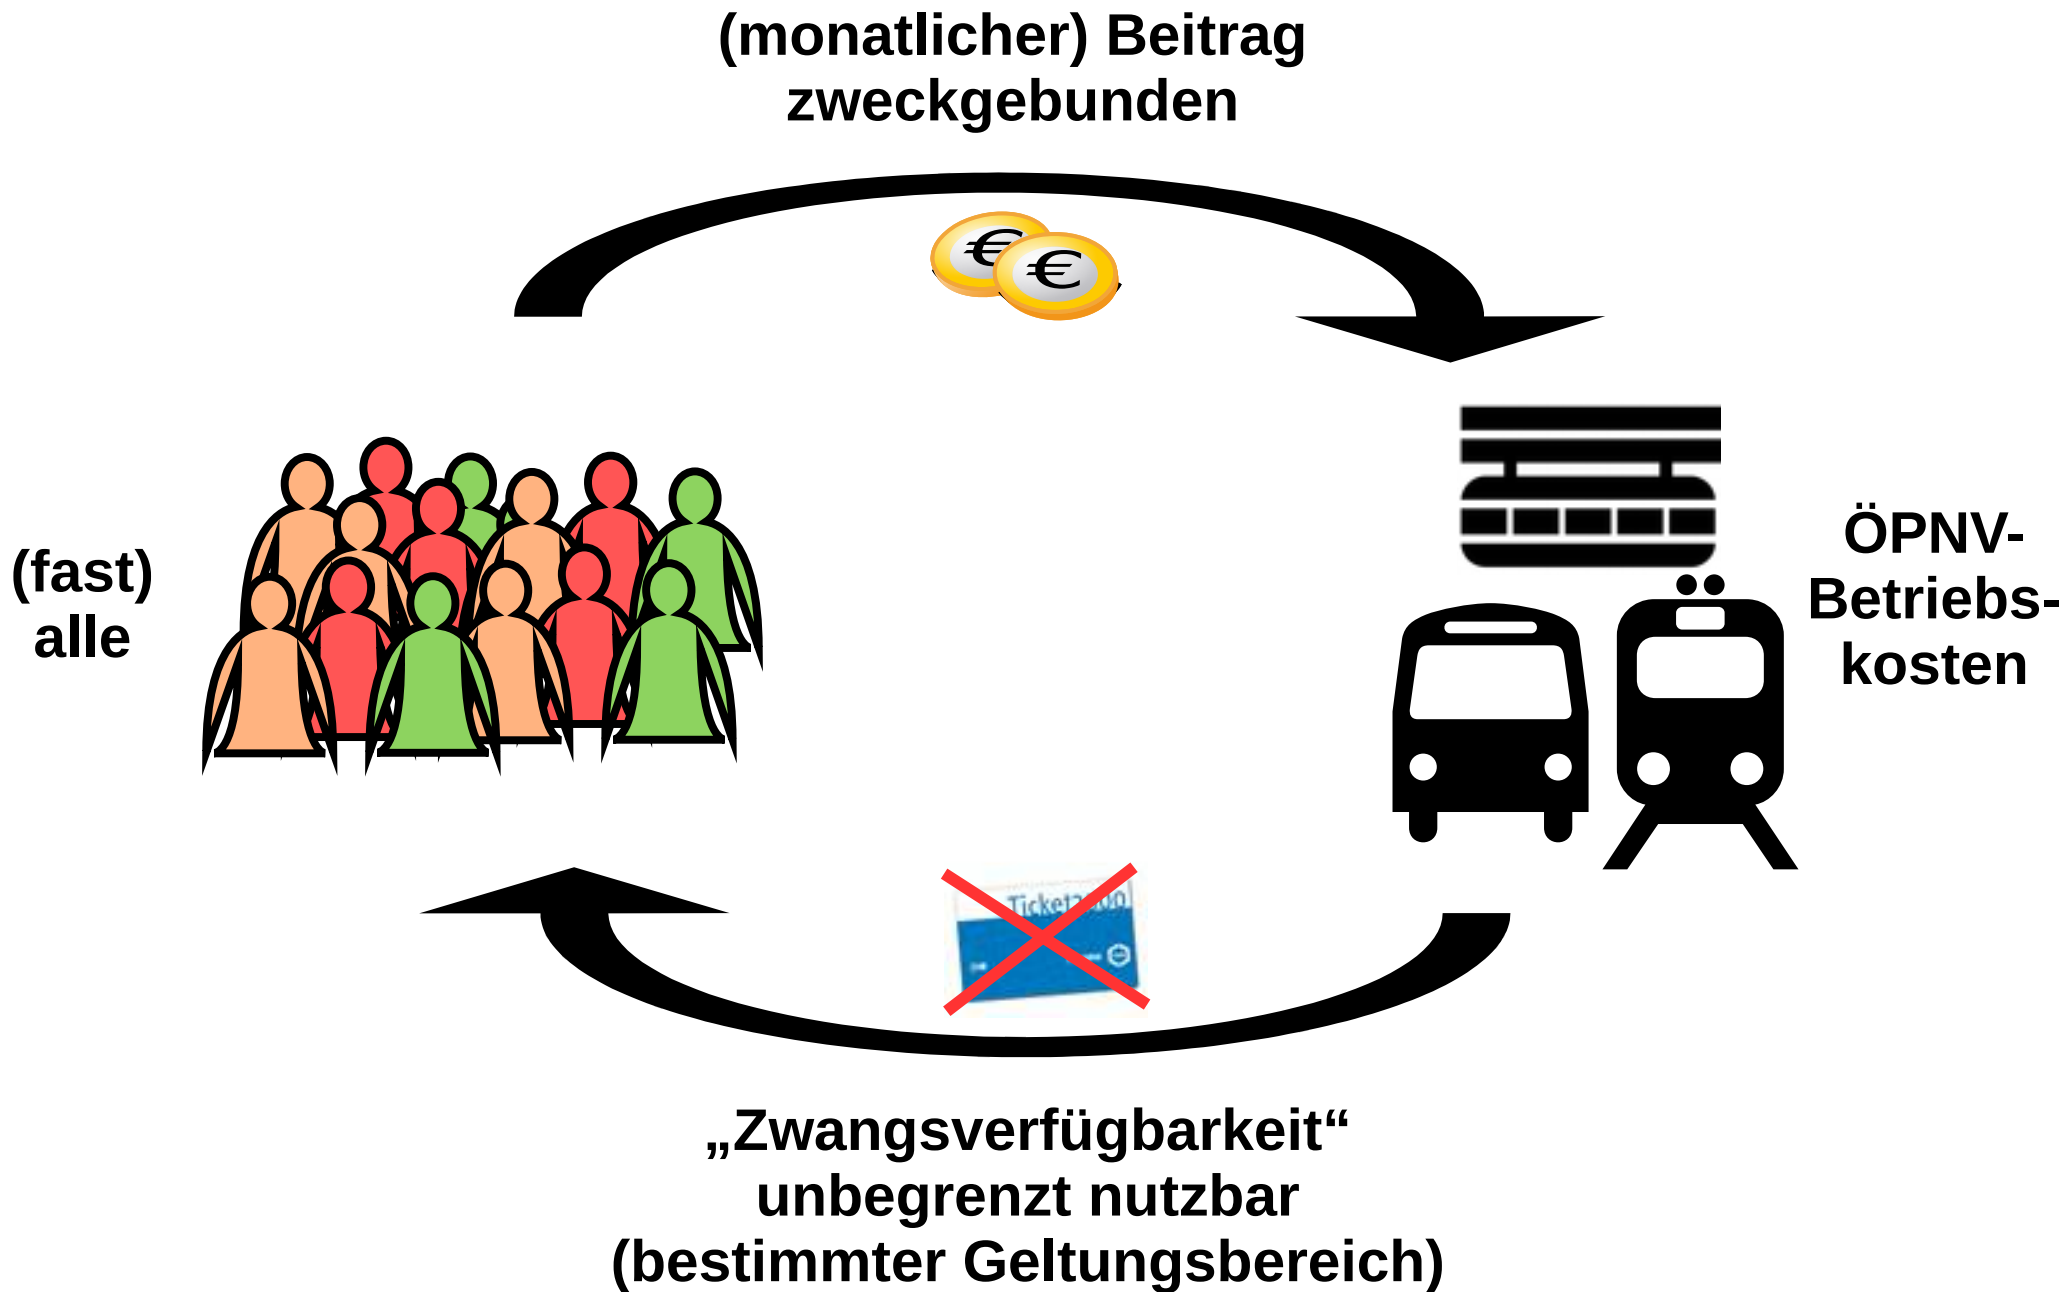 (monatlicher) Beitrag
zweckgebunden
€ €
(fast)
alle
ÖPNV-
Betriebs-
kosten
„Zwangsverfügbarkeit“
unbegrenzt nutzbar
(bestimmter Geltungsbereich)